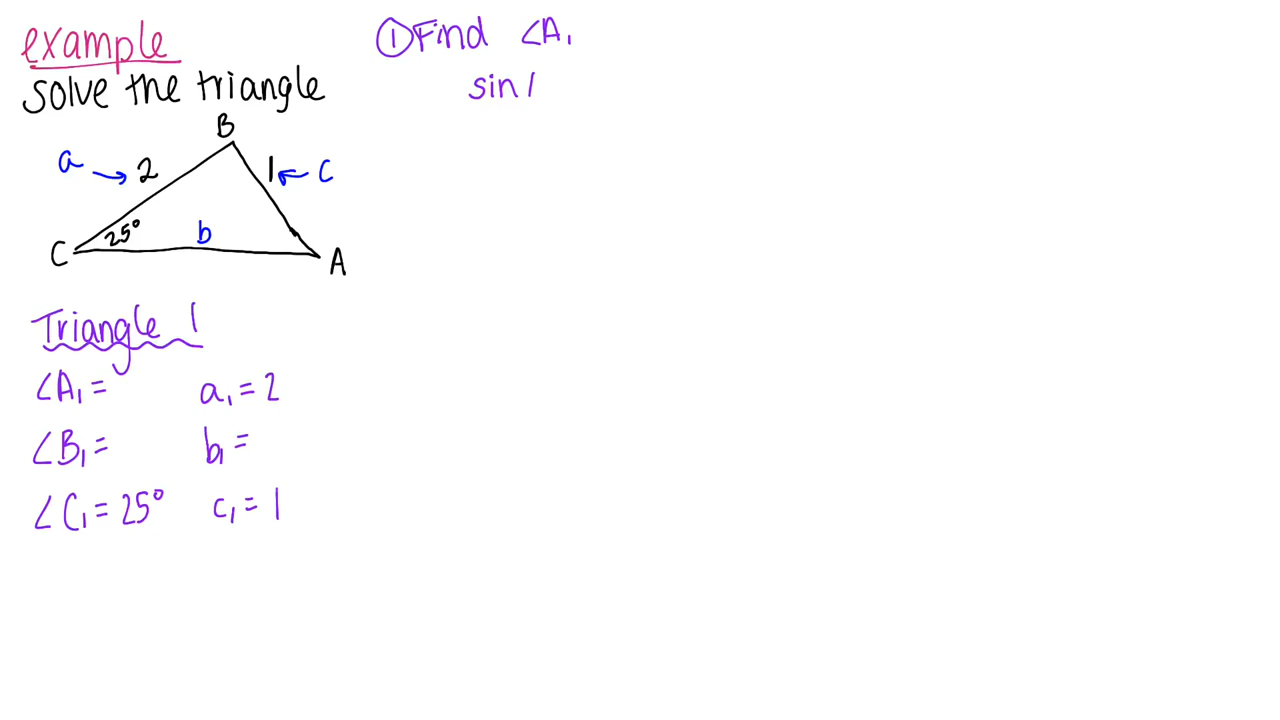 example
solve the triangle
B
a → 2
1 ← c
25°
b
C
A
Triangle 1
∠A₁ = a₁ = 2
∠B₁ = b₁ =
∠C₁ = 25° c₁ = 1
① Find ∠A₁
sin